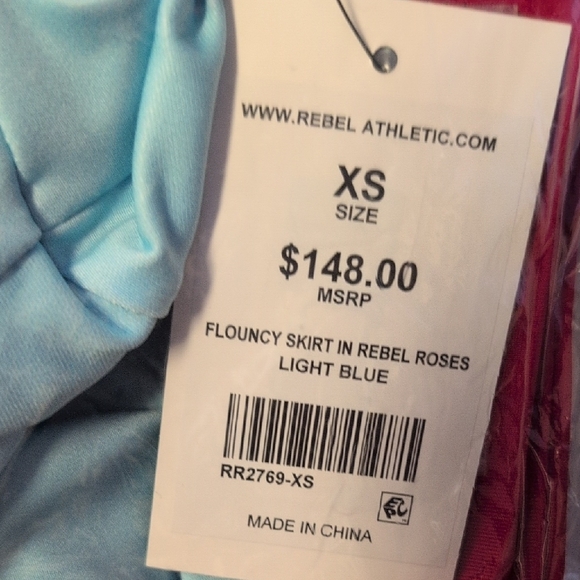 WWW.REBEL ATHLETIC.COM
XS
SIZE
$148.00
MSRP
FLOUNCY SKIRT IN REBEL ROSES
LIGHT BLUE
RR2769-XS
MADE IN CHINA